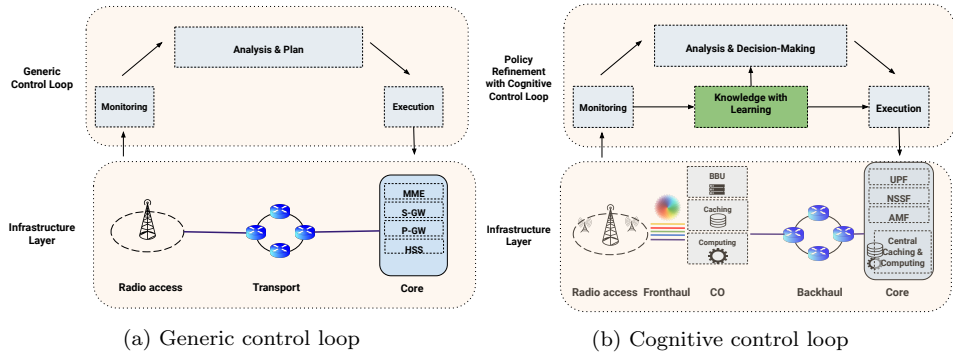 Generic
Control Loop
Analysis & Plan
Monitoring
Execution
Infrastructure
Layer
MME
S-GW
P-GW
HSS
Radio access
Transport
Core
(a) Generic control loop
Policy
Refinement
with Cognitive
Control Loop
Analysis & Decision-Making
Monitoring
Knowledge with
Learning
Execution
Infrastructure
Layer
BBU
Caching
Computing
UPF
NSSF
AMF
Central
Caching &
Computing
Radio access
Fronthaul
CO
Backhaul
Core
(b) Cognitive control loop